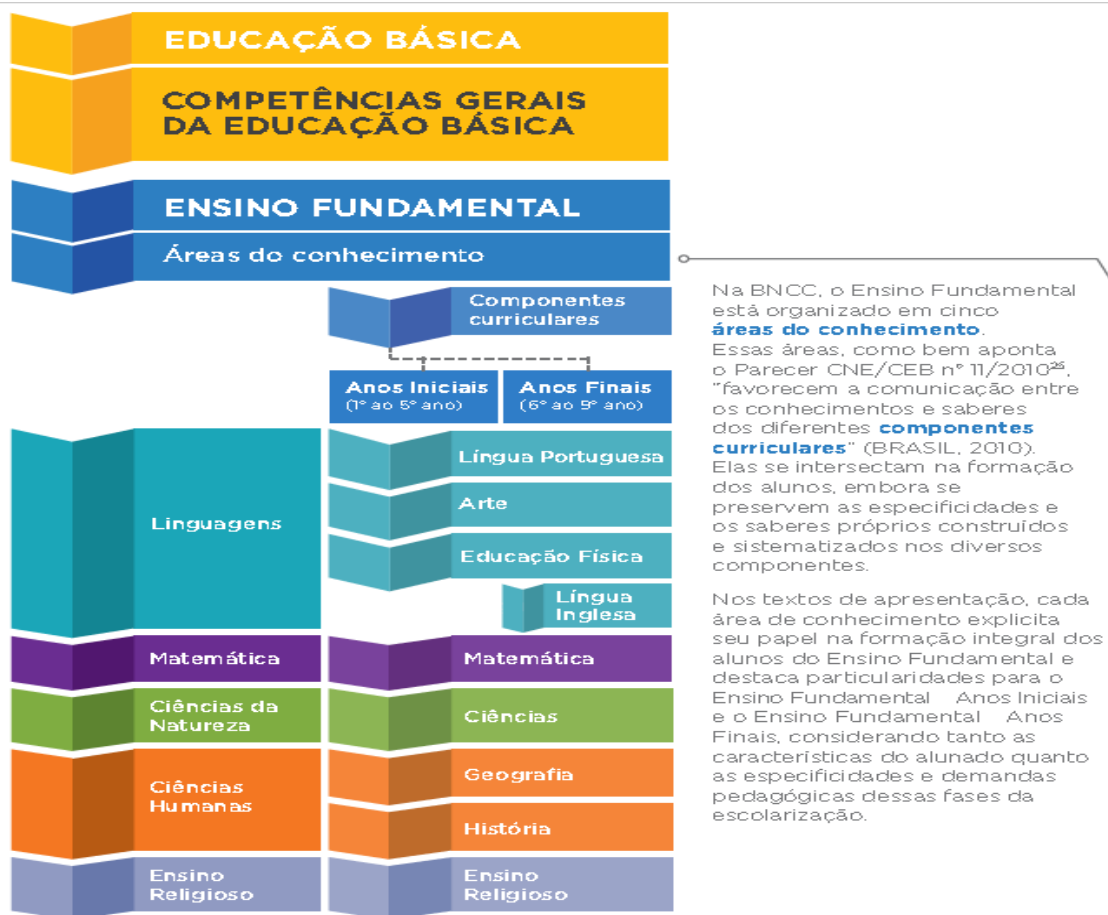 EDUCAÇÃO BÁSICA
COMPETÊNCIAS GERAIS
DA EDUCAÇÃO BÁSICA
ENSINO FUNDAMENTAL
Áreas do conhecimento
Componentes
curriculares
Anos Iniciais
(1º ao 5º ano)
Anos Finais
(6º ao 9º ano)
Linguagens
Língua Portuguesa
Arte
Educação Física
Língua
Inglesa
Matemática
Matemática
Ciências da
Natureza
Ciências
Ciências
Humanas
Geografia
História
Ensino
Religioso
Ensino
Religioso
Na BNCC, o Ensino Fundamental
está organizado em cinco
áreas do conhecimento.
Essas áreas, como bem aponta
o Parecer CNE/CEB nº 11/2010²⁵,
"favorecem a comunicação entre
os conhecimentos e saberes
dos diferentes componentes
curriculares" (BRASIL, 2010).
Elas se intersectam na formação
dos alunos, embora se
preservem as especificidades e
os saberes próprios construídos
e sistematizados nos diversos
componentes.
Nos textos de apresentação, cada
área de conhecimento explicita
seu papel na formação integral dos
alunos do Ensino Fundamental e
destaca particularidades para o
Ensino Fundamental Anos Iniciais
e o Ensino Fundamental Anos
Finais, considerando tanto as
características do alunado quanto
as especificidades e demandas
pedagógicas dessas fases da
escolarização.